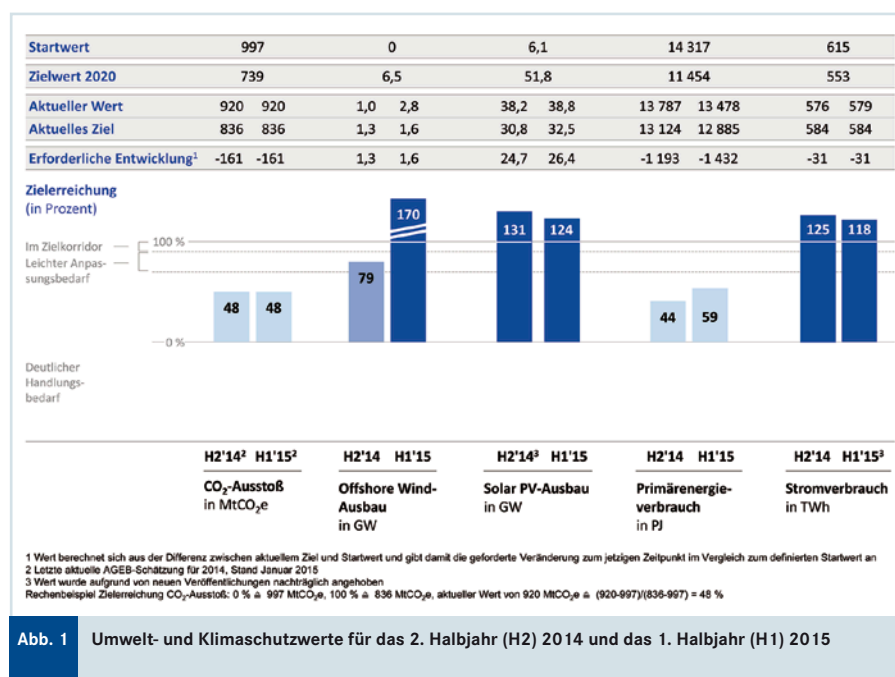 Startwert 997 0 6,1 14 317 615
Zielwert 2020 739 6,5 51,8 11 454 553
Aktueller Wert 920 920 1,0 2,8 38,2 38,8 13 787 13 478 576 579
Aktuelles Ziel 836 836 1,3 1,6 30,8 32,5 13 124 12 885 584 584
Erforderliche Entwicklung¹ -161 -161 1,3 1,6 24,7 26,4 -1 193 -1 432 -31 -31
Zielerreichung
(in Prozent)
Im Zielkorridor
Leichter Anpas-
sungsbedarf
100 %
0 %
Deutlicher
Handlungs-
bedarf
48 48 79 170 131 124 44 59 125 118
H2'14² H1'15² H2'14 H1'15 H2'14³ H1'15 H2'14 H1'15 H2'14 H1'15³
CO₂-Ausstoß
in MtCO₂e
Offshore Wind-
Ausbau
in GW
Solar PV-Ausbau
in GW
Primärenergie-
verbrauch
in PJ
Stromverbrauch
in TWh
1 Wert berechnet sich aus der Differenz zwischen aktuellem Ziel und Startwert und gibt damit die geforderte Veränderung zum jetzigen Zeitpunkt im Vergleich zum definierten Startwert an
2 Letzte aktuelle AGEB-Schätzung für 2014, Stand Januar 2015
3 Wert wurde aufgrund von neuen Veröffentlichungen nachträglich angehoben
Rechenbeispiel Zielerreichung CO₂-Ausstoß: 0 % ≙ 997 MtCO₂e, 100 % ≙ 836 MtCO₂e, aktueller Wert von 920 MtCO₂e ≙ (920-997)/(836-997) = 48 %
Abb. 1 Umwelt- und Klimaschutzwerte für das 2. Halbjahr (H2) 2014 und das 1. Halbjahr (H1) 2015